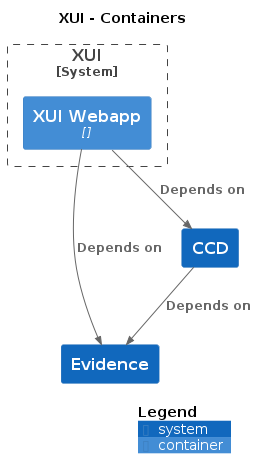 XUI - Containers
XUI
[System]
XUI Webapp
[]
Depends on
CCD
Depends on
Depends on
Evidence
Legend
system
container